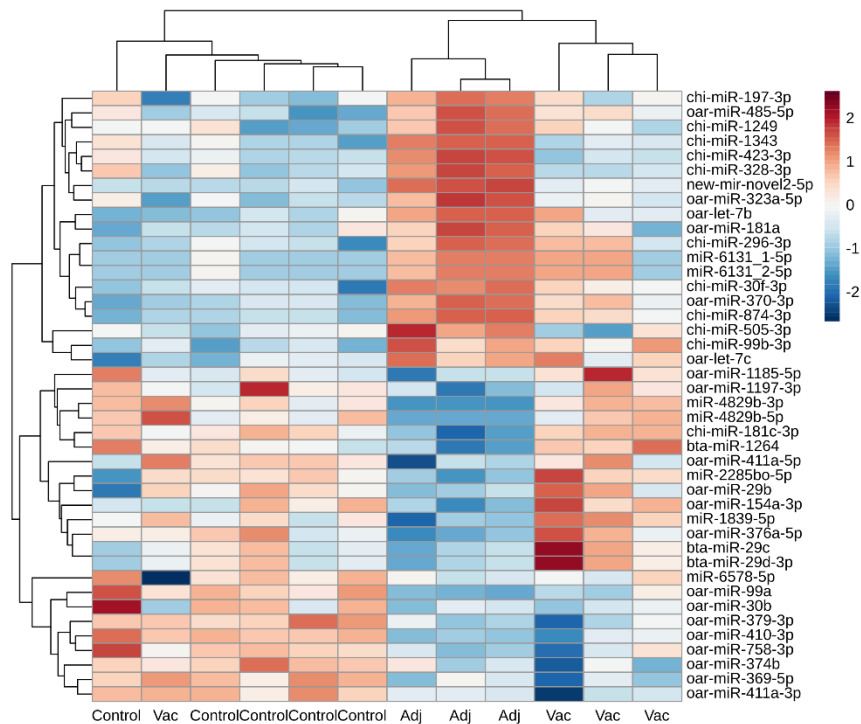 chi-miR-197-3p
oar-miR-485-5p
chi-miR-1249
chi-miR-1343
chi-miR-423-3p
chi-miR-328-3p
new-mir-novel2-5p
oar-miR-323a-5p
oar-let-7b
oar-miR-181a
chi-miR-296-3p
miR-6131_1-5p
miR-6131_2-5p
chi-miR-30f-3p
oar-miR-370-3p
chi-miR-874-3p
chi-miR-505-3p
chi-miR-99b-3p
oar-let-7c
oar-miR-1185-5p
oar-miR-1197-3p
miR-4829b-3p
miR-4829b-5p
chi-miR-181c-3p
bta-miR-1264
oar-miR-411a-5p
miR-2285bo-5p
oar-miR-29b
oar-miR-154a-3p
miR-1839-5p
oar-miR-376a-5p
bta-miR-29c
bta-miR-29d-3p
miR-6578-5p
oar-miR-99a
oar-miR-30b
oar-miR-379-3p
oar-miR-410-3p
oar-miR-758-3p
oar-miR-374b
oar-miR-369-5p
oar-miR-411a-3p
Control Vac Control Control Control Control Adj Adj Adj Vac Vac Vac
2
1
0
-1
-2